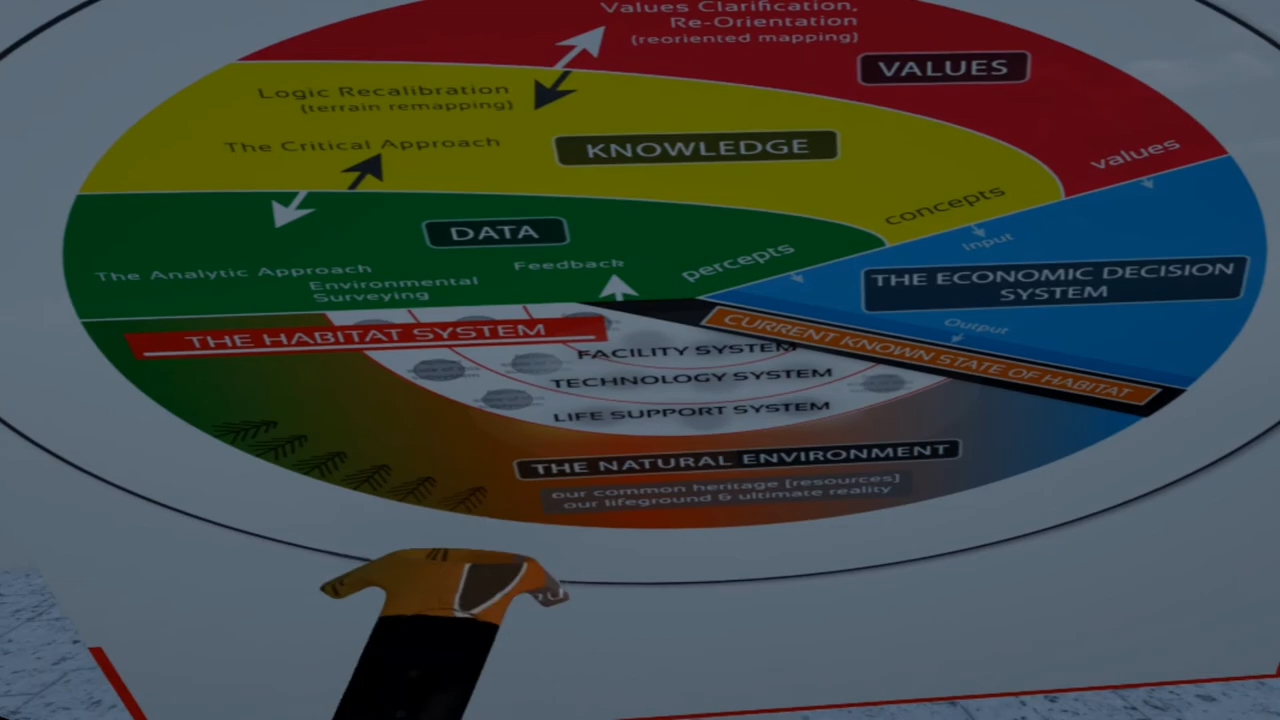 Values Clarification,
Re-Orientation
(reoriented mapping)
VALUES
Logic Recalibration
(terrain remapping)
The Critical Approach
KNOWLEDGE
values
concepts
DATA
Input
The Analytic Approach
Environmental
Surveying
Feedback
percepts
THE ECONOMIC DECISION
SYSTEM
Output
THE HABITAT SYSTEM
CURRENT KNOWN STATE OF HABITAT
FACILITY SYSTEM
TECHNOLOGY SYSTEM
LIFE SUPPORT SYSTEM
THE NATURAL ENVIRONMENT
our common heritage [resources]
our lifeground & ultimate reality